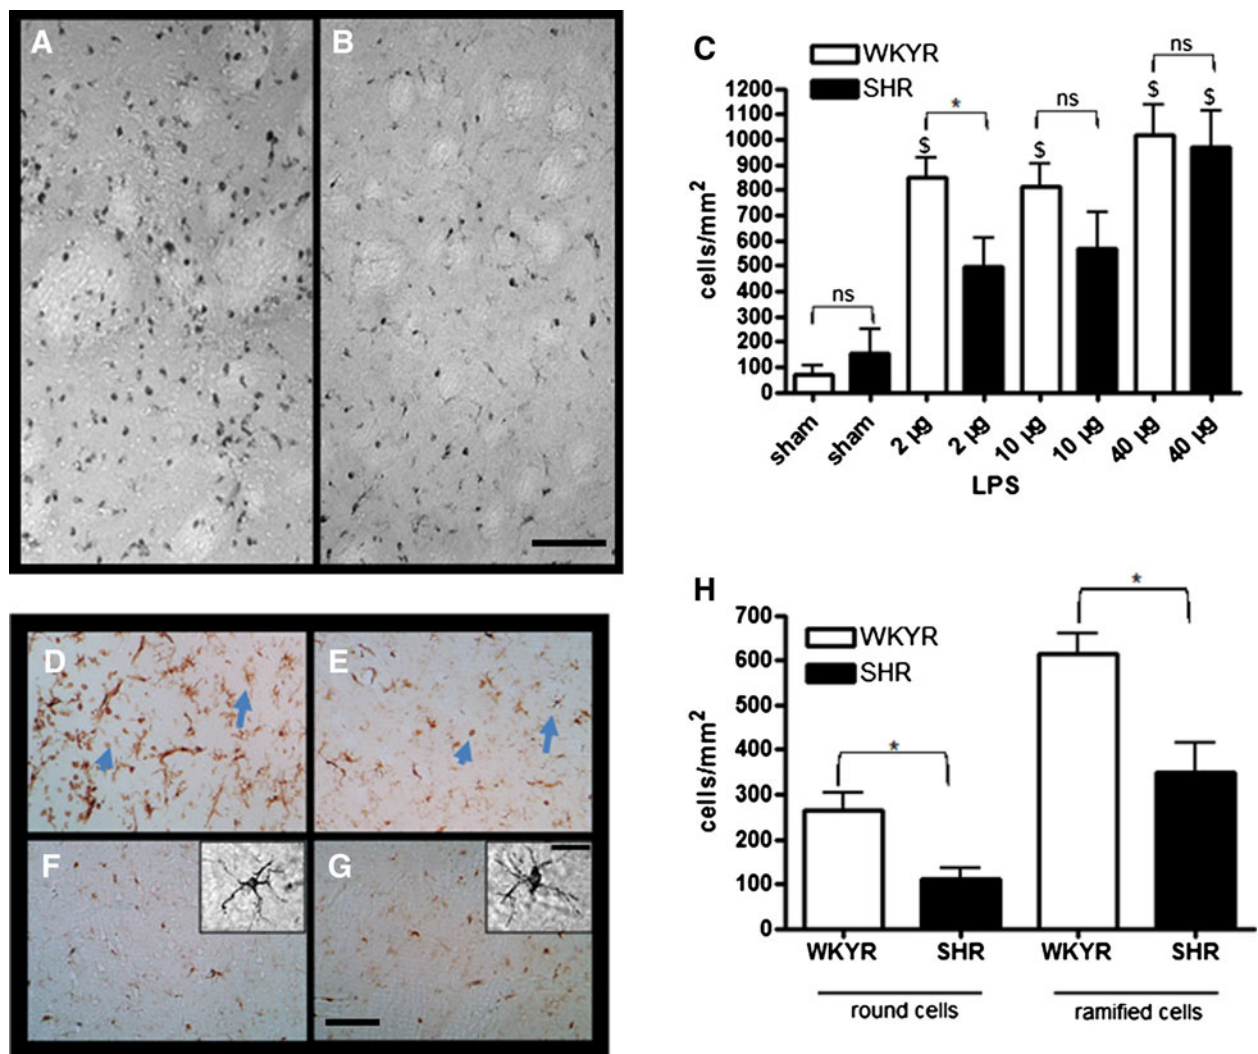 A
B
C
WKYR
SHR
ns
ns
ns
*
$
$
$
$
cells/mm²
1200
1100
1000
900
800
700
600
500
400
300
200
100
0
sham
sham
2 µg
2 µg
10 µg
10 µg
40 µg
40 µg
LPS
D
E
F
G
H
WKYR
SHR
*
*
cells/mm²
700
600
500
400
300
200
100
0
WKYR
SHR
WKYR
SHR
round cells
ramified cells